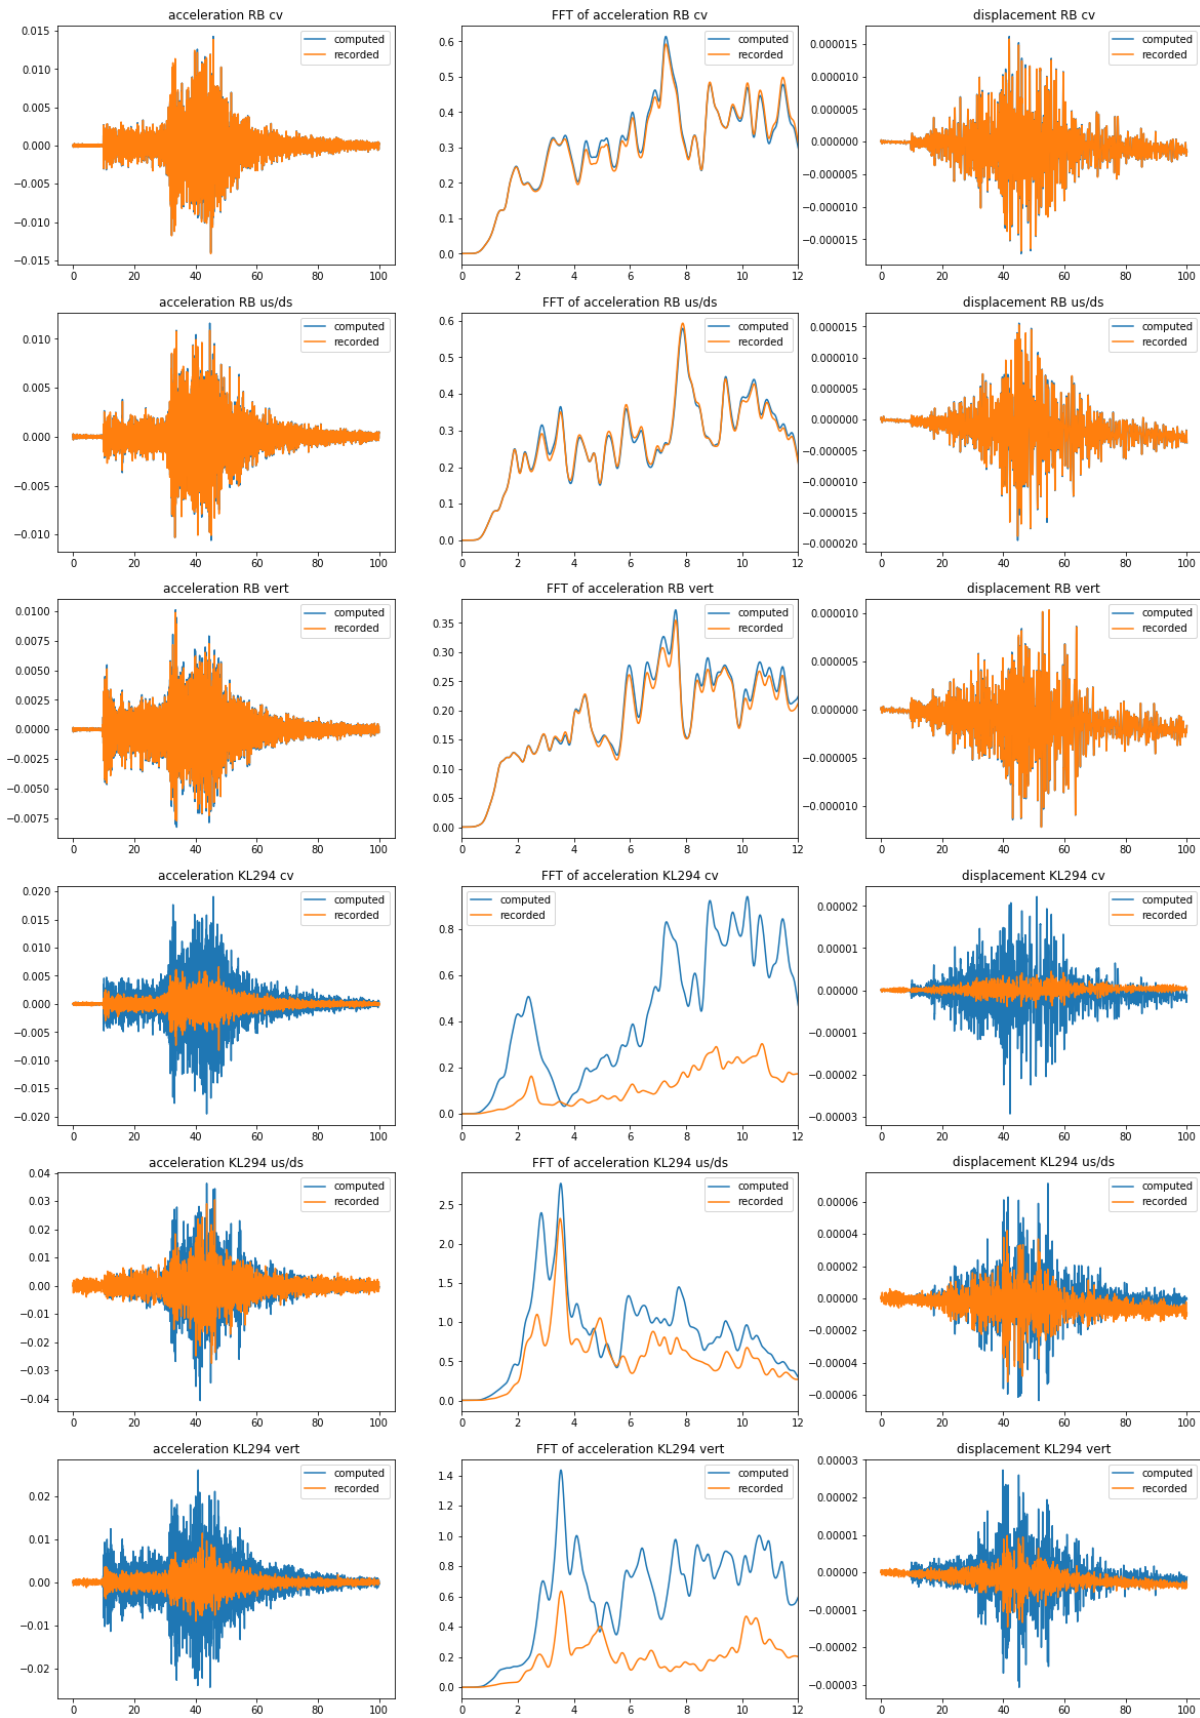 acceleration RB cv
FFT of acceleration RB cv
displacement RB cv
0.015
0.010
0.005
0.000
−0.005
−0.010
−0.015
computed
recorded
0 20 40 60 80 100
0.6
0.5
0.4
0.3
0.2
0.1
0.0
computed
recorded
0 2 4 6 8 10 12
0.000015
0.000010
0.000005
0.000000
−0.000005
−0.000010
−0.000015
computed
recorded
0 20 40 60 80 100
acceleration RB us/ds
FFT of acceleration RB us/ds
displacement RB us/ds
0.010
0.005
0.000
−0.005
−0.010
computed
recorded
0 20 40 60 80 100
0.6
0.5
0.4
0.3
0.2
0.1
0.0
computed
recorded
0 2 4 6 8 10 12
0.000015
0.000010
0.000005
0.000000
−0.000005
−0.000010
−0.000015
−0.000020
computed
recorded
0 20 40 60 80 100
acceleration RB vert
FFT of acceleration RB vert
displacement RB vert
0.0100
0.0075
0.0050
0.0025
0.0000
−0.0025
−0.0050
−0.0075
computed
recorded
0 20 40 60 80 100
0.35
0.30
0.25
0.20
0.15
0.10
0.05
0.00
computed
recorded
0 2 4 6 8 10 12
0.000010
0.000005
0.000000
−0.000005
−0.000010
computed
recorded
0 20 40 60 80 100
acceleration KL294 cv
FFT of acceleration KL294 cv
displacement KL294 cv
0.020
0.015
0.010
0.005
0.000
−0.005
−0.010
−0.015
−0.020
computed
recorded
0 20 40 60 80 100
0.8
0.6
0.4
0.2
0.0
computed
recorded
0 2 4 6 8 10 12
0.00002
0.00001
0.00000
−0.00001
−0.00002
−0.00003
computed
recorded
0 20 40 60 80 100
acceleration KL294 us/ds
FFT of acceleration KL294 us/ds
displacement KL294 us/ds
0.04
0.03
0.02
0.01
0.00
−0.01
−0.02
−0.03
−0.04
computed
recorded
0 20 40 60 80 100
2.5
2.0
1.5
1.0
0.5
0.0
computed
recorded
0 2 4 6 8 10 12
0.00006
0.00004
0.00002
0.00000
−0.00002
−0.00004
−0.00006
computed
recorded
0 20 40 60 80 100
acceleration KL294 vert
FFT of acceleration KL294 vert
displacement KL294 vert
0.02
0.01
0.00
−0.01
−0.02
computed
recorded
0 20 40 60 80 100
1.4
1.2
1.0
0.8
0.6
0.4
0.2
0.0
computed
recorded
0 2 4 6 8 10 12
0.00003
0.00002
0.00001
0.00000
−0.00001
−0.00002
−0.00003
computed
recorded
0 20 40 60 80 100